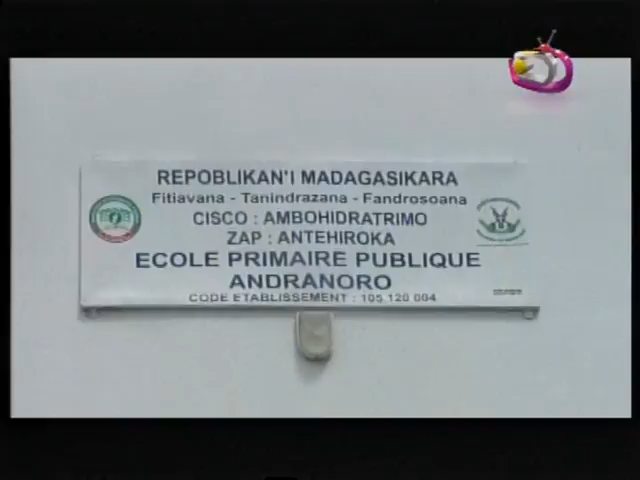 REPOBLIKAN'I MADAGASIKARA
Fitiavana - Tanindrazana - Fandrosoana
CISCO : AMBOHIDRATRIMO
ZAP : ANTEHIROKA
ECOLE PRIMAIRE PUBLIQUE
ANDRANORO
CODE ETABLISSEMENT : 105 120 004